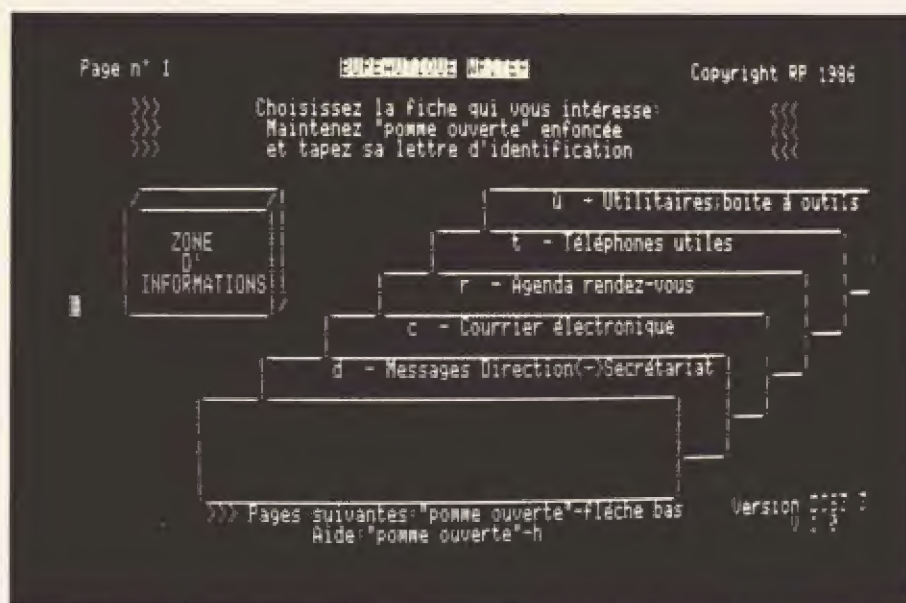 Page n° 1
WRITER
Copyright RP 1986
>>> Choisissez la fiche qui vous intéresse: <<<
>>> Maintenez "pomme ouverte" enfoncée <<<
>>> et tapez sa lettre d'identification <<<
u - Utilitaires:boite à outils
ZONE
D'
INFORMATIONS
t - Téléphones utiles
r - Agenda rendez-vous
c - Courrier électronique
d - Messages Direction(-)Secrétariat
>>> Pages suivantes:"pomme ouverte"-flèche bas
Version
Aide:"pomme ouverte"-h